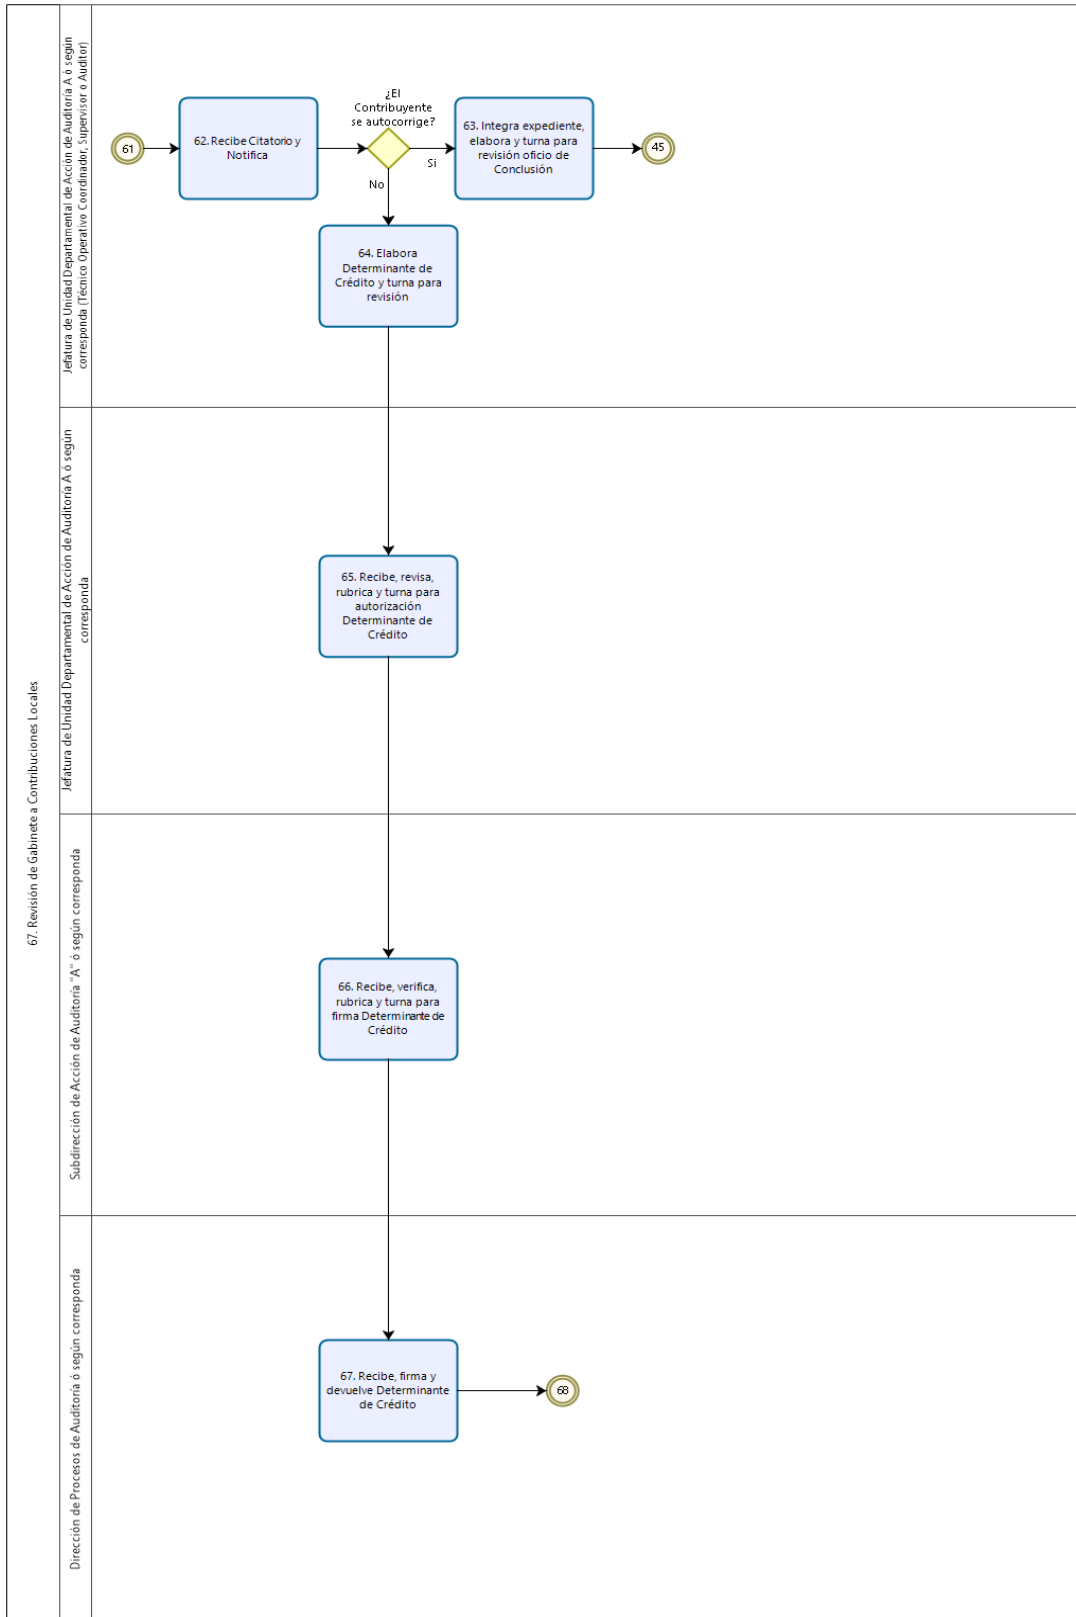 67. Revisión de Gabinete a Contribuciones Locales
Jefatura de Unidad Departamental de Acción de Auditoría A ó según
corresponda (Técnico Operativo Coordinador, Supervisor o Auditor)
61
62. Recibe Citatorio y
Notifica
¿El
Contribuyente
se autocorrige?
Si
No
63. Integra expediente,
elabora y turna para
revisión oficio de
Conclusión
45
64. Elabora
Determinante de
Crédito y turna para
revisión
Jefatura de Unidad Departamental de Acción de Auditoría A ó según
corresponda
65. Recibe, revisa,
rubrica y turna para
autorización
Determinante de
Crédito
Subdirección de Acción de Auditoría "A" ó según corresponda
66. Recibe, verifica,
rubrica y turna para
firma Determinante de
Crédito
Dirección de Procesos de Auditoría ó según corresponda
67. Recibe, firma y
devuelve Determinante
de Crédito
68